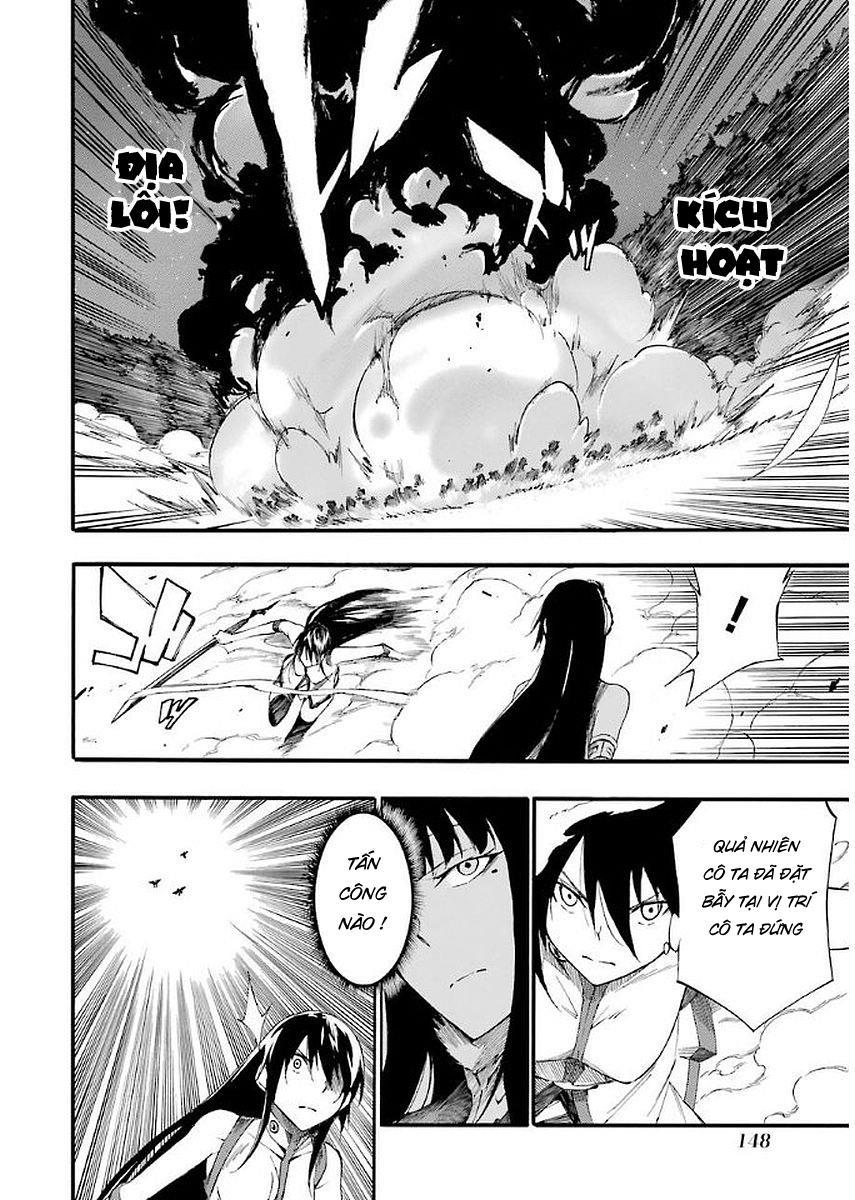 KÍCH
HOẠT
ĐỊA
LÔI!
!
QUẢ NHIÊN
CÔ TA ĐÃ ĐẶT
BẪY TẠI VỊ TRÍ
CÔ TA ĐỨNG
TẤN
CÔNG
NÀO !
148